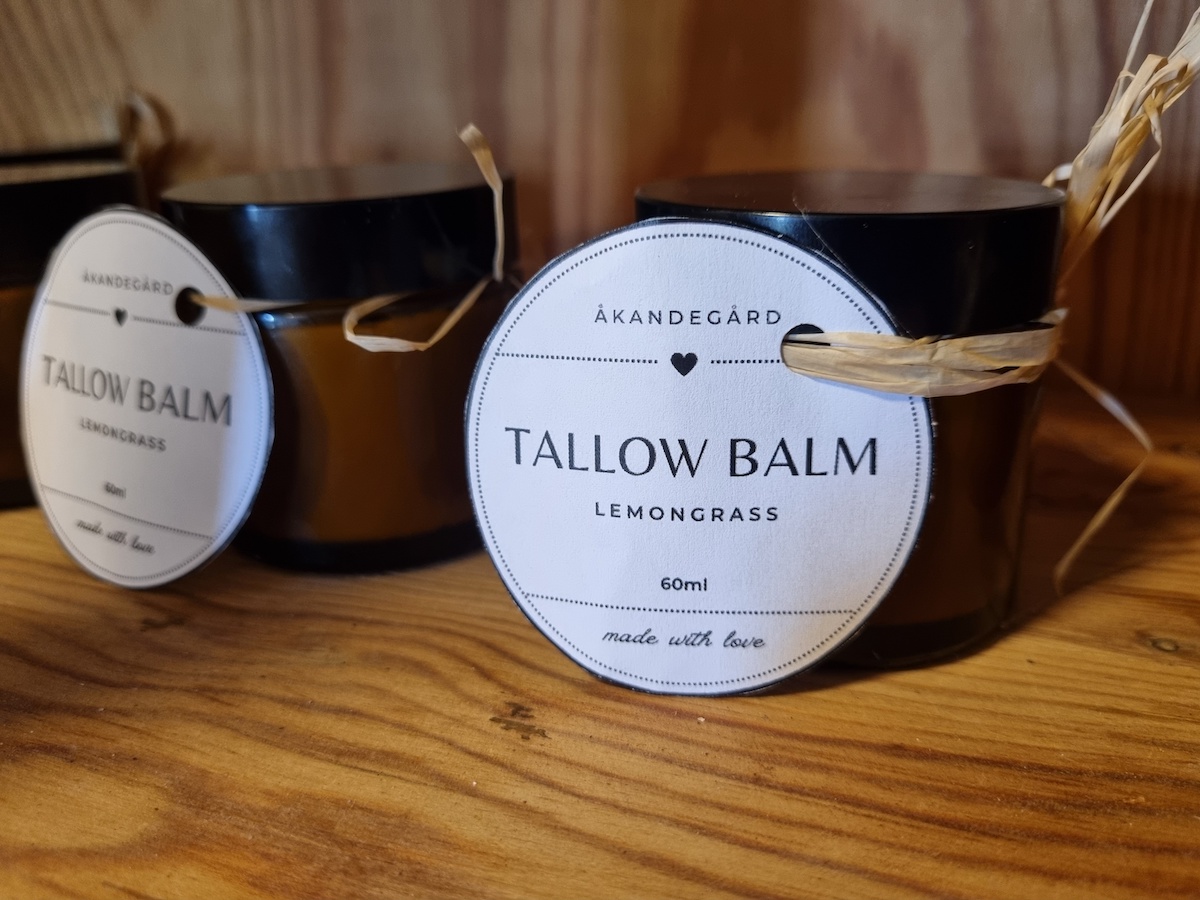 ÅKANDEGÅRD
TALLOW BALM
LEMONGRASS
60ml
made with love
ÅKANDEGÅRD
TALLOW BALM
LEMONGRASS
60ml
made with love